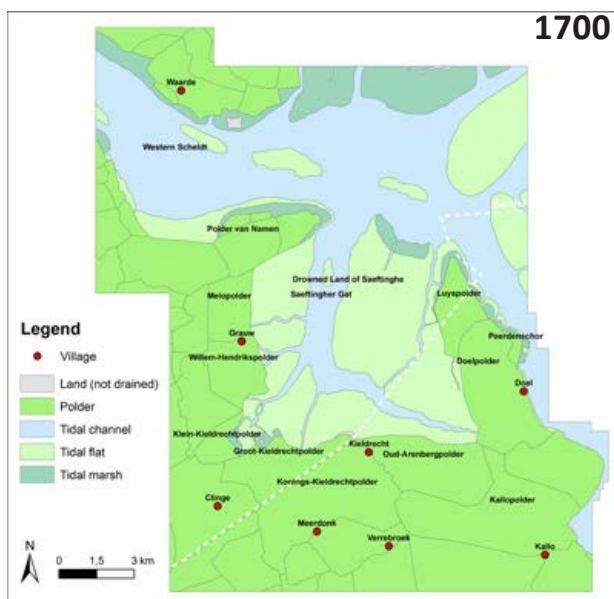 1700
Waarde
Western Scheldt
Polder van Namen
Drowned Land of Saeftinghe
Saeftingher Gat
Luyspolder
Melopolder
Peerdenschor
Grauw
Willem-Hendrikspolder
Doelpolder
Doel
Legend
Village
Land (not drained)
Polder
Tidal channel
Tidal flat
Tidal marsh
Klein-Kieldrechtpolder
Groot-Kieldrechtpolder
Kieldrecht
Oud-Arenbergpolder
Konings-Kieldrechtpolder
Clinge
Kallopolder
Meerdonk
Verrebroek
Kallo
N
0 1,5 3 km